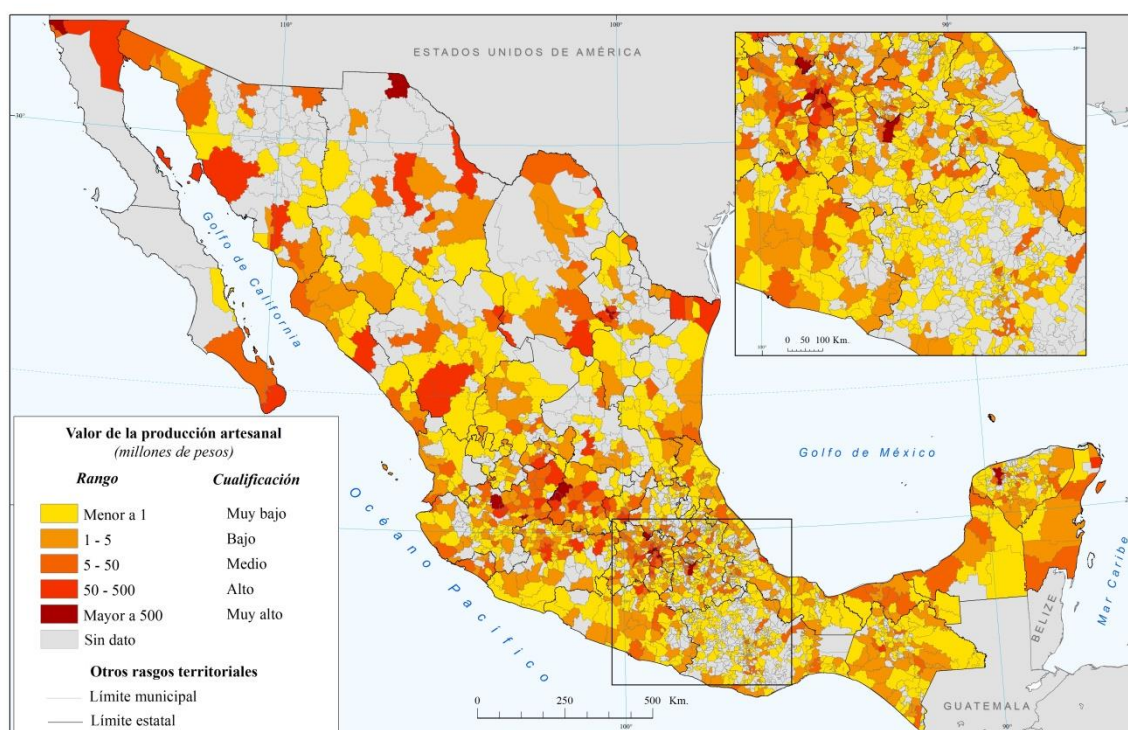 110°
100°
90°
ESTADOS UNIDOS DE AMÉRICA
30°
Golfo de California
0 50 100 Km.
Golfo de México
Océano Pacífico
Mar Caribe
BELIZE
GUATEMALA
Valor de la producción artesanal
(millones de pesos)
Rango Cualificación
Menor a 1 Muy bajo
1 - 5 Bajo
5 - 50 Medio
50 - 500 Alto
Mayor a 500 Muy alto
Sin dato
Otros rasgos territoriales
Límite municipal
Límite estatal
0 250 500 Km.
100°
90°